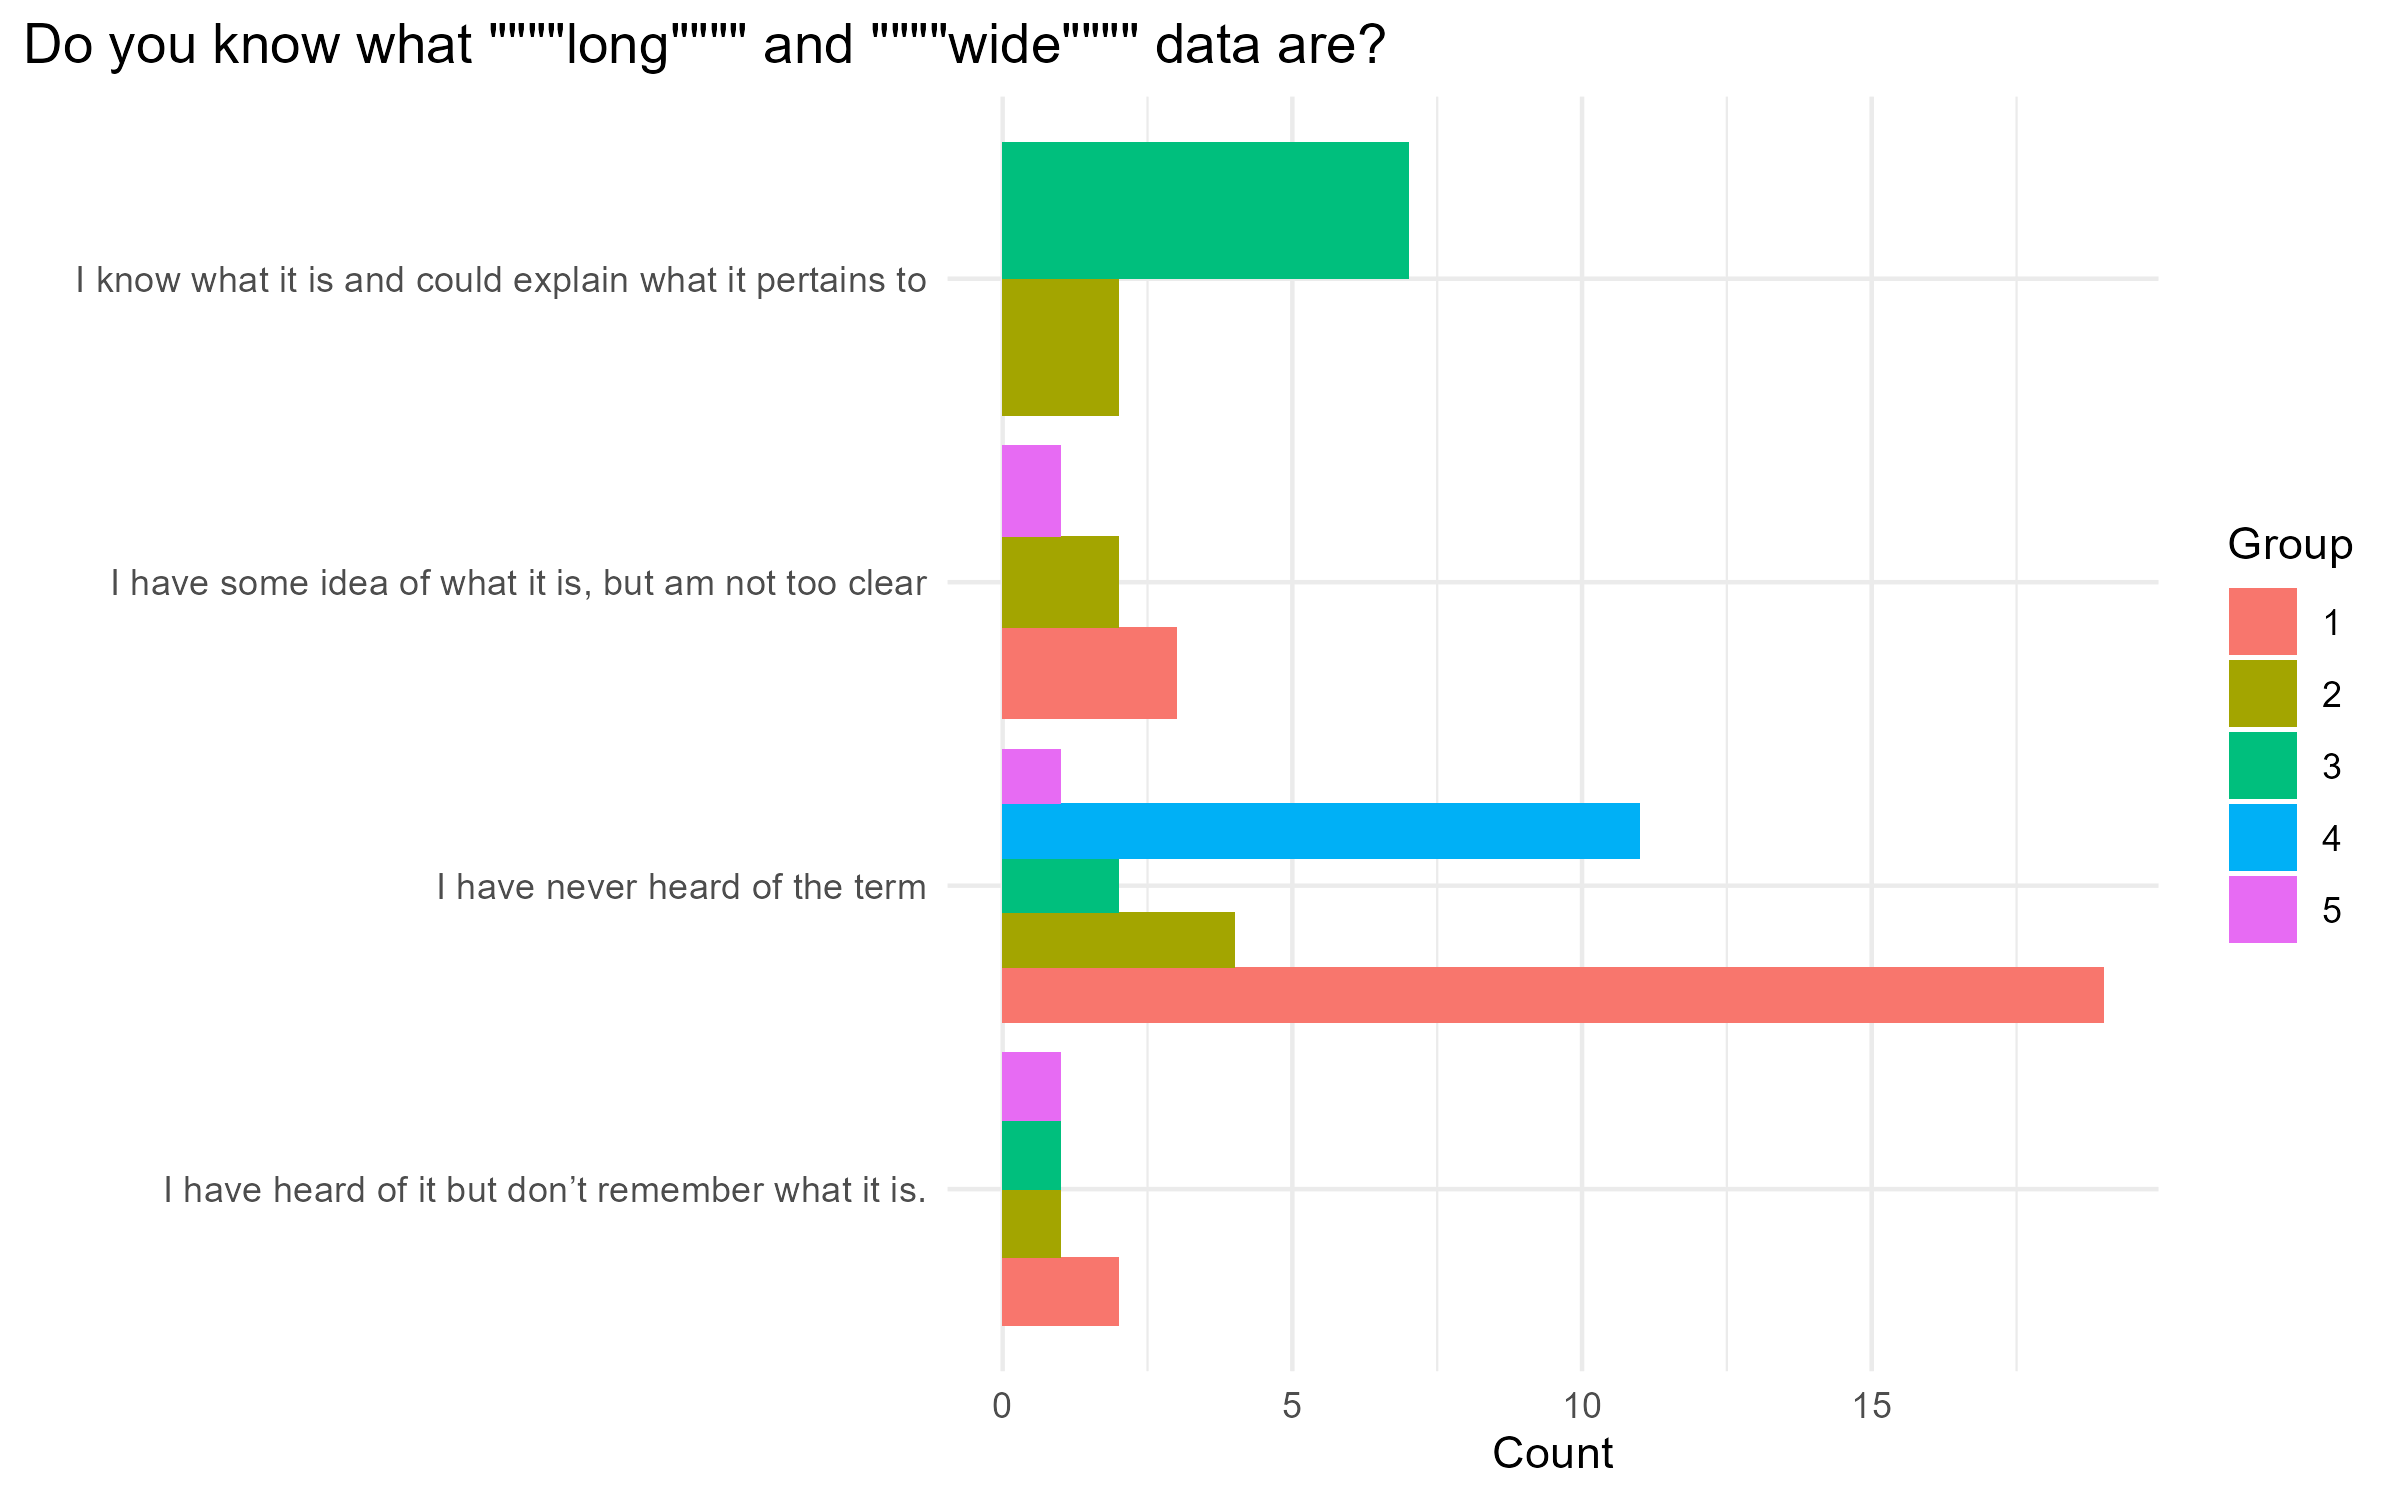 Do you know what """"long"""" and """"wide"""" data are?
I know what it is and could explain what it pertains to
I have some idea of what it is, but am not too clear
I have never heard of the term
I have heard of it but don’t remember what it is.
0 5 10 15
Count
Group
1
2
3
4
5